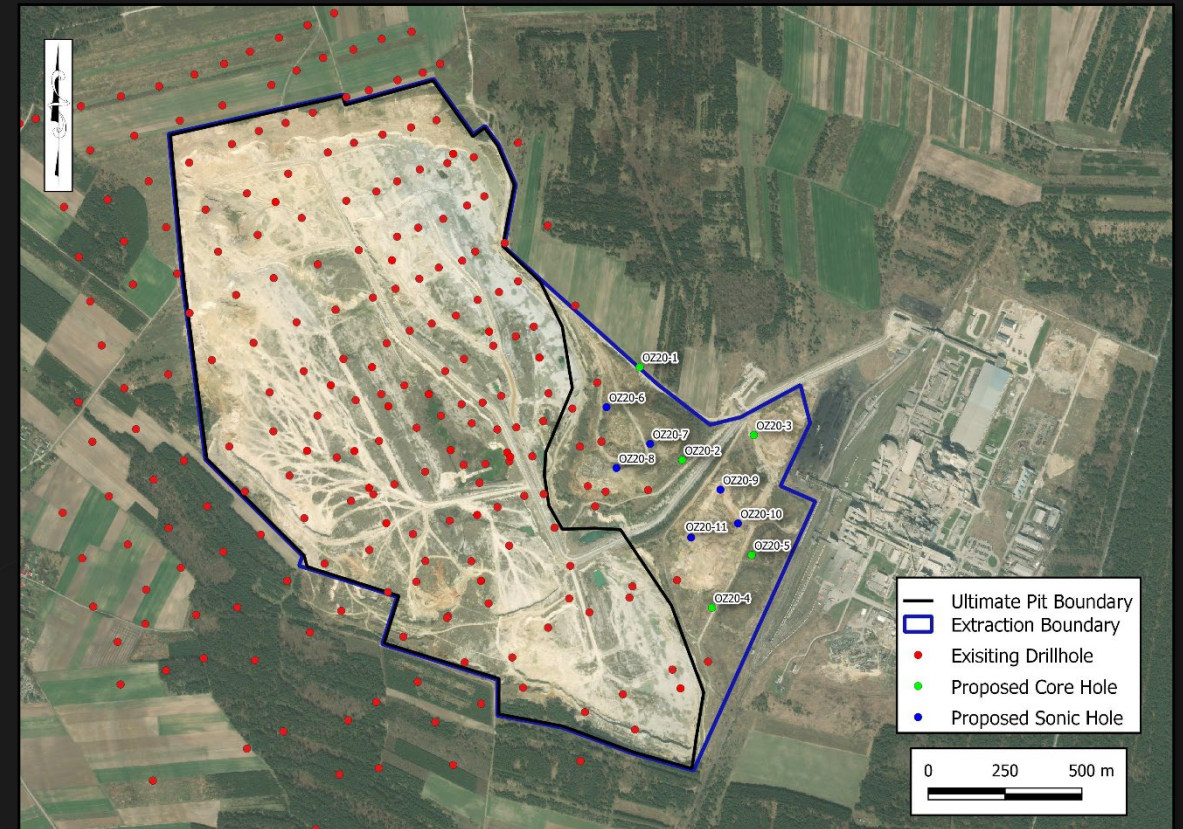 OZ20-1
OZ20-6
OZ20-3
OZ20-7
OZ20-2
OZ20-8
OZ20-9
OZ20-10
OZ20-11
OZ20-5
OZ20-4
Ultimate Pit Boundary
Extraction Boundary
Exisiting Drillhole
Proposed Core Hole
Proposed Sonic Hole
0 250 500 m